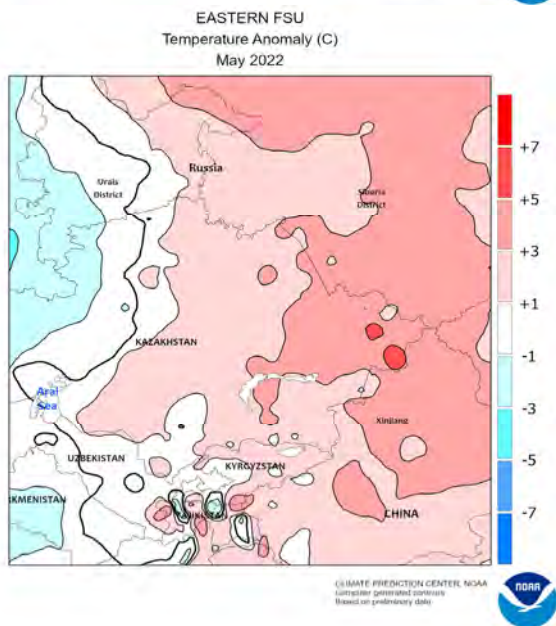 EASTERN FSU
Temperature Anomaly (C)
May 2022
+7
+5
+3
+1
-1
-3
-5
-7
Russia
Urals
District
Siberia
District
KAZAKHSTAN
Aral
Sea
Xinjiang
UZBEKISTAN
KYRGYZSTAN
RKMENISTAN
CHINA
CLIMATE PREDICTION CENTER, NOAA
Computer generated contours
Based on preliminary data
NOAA